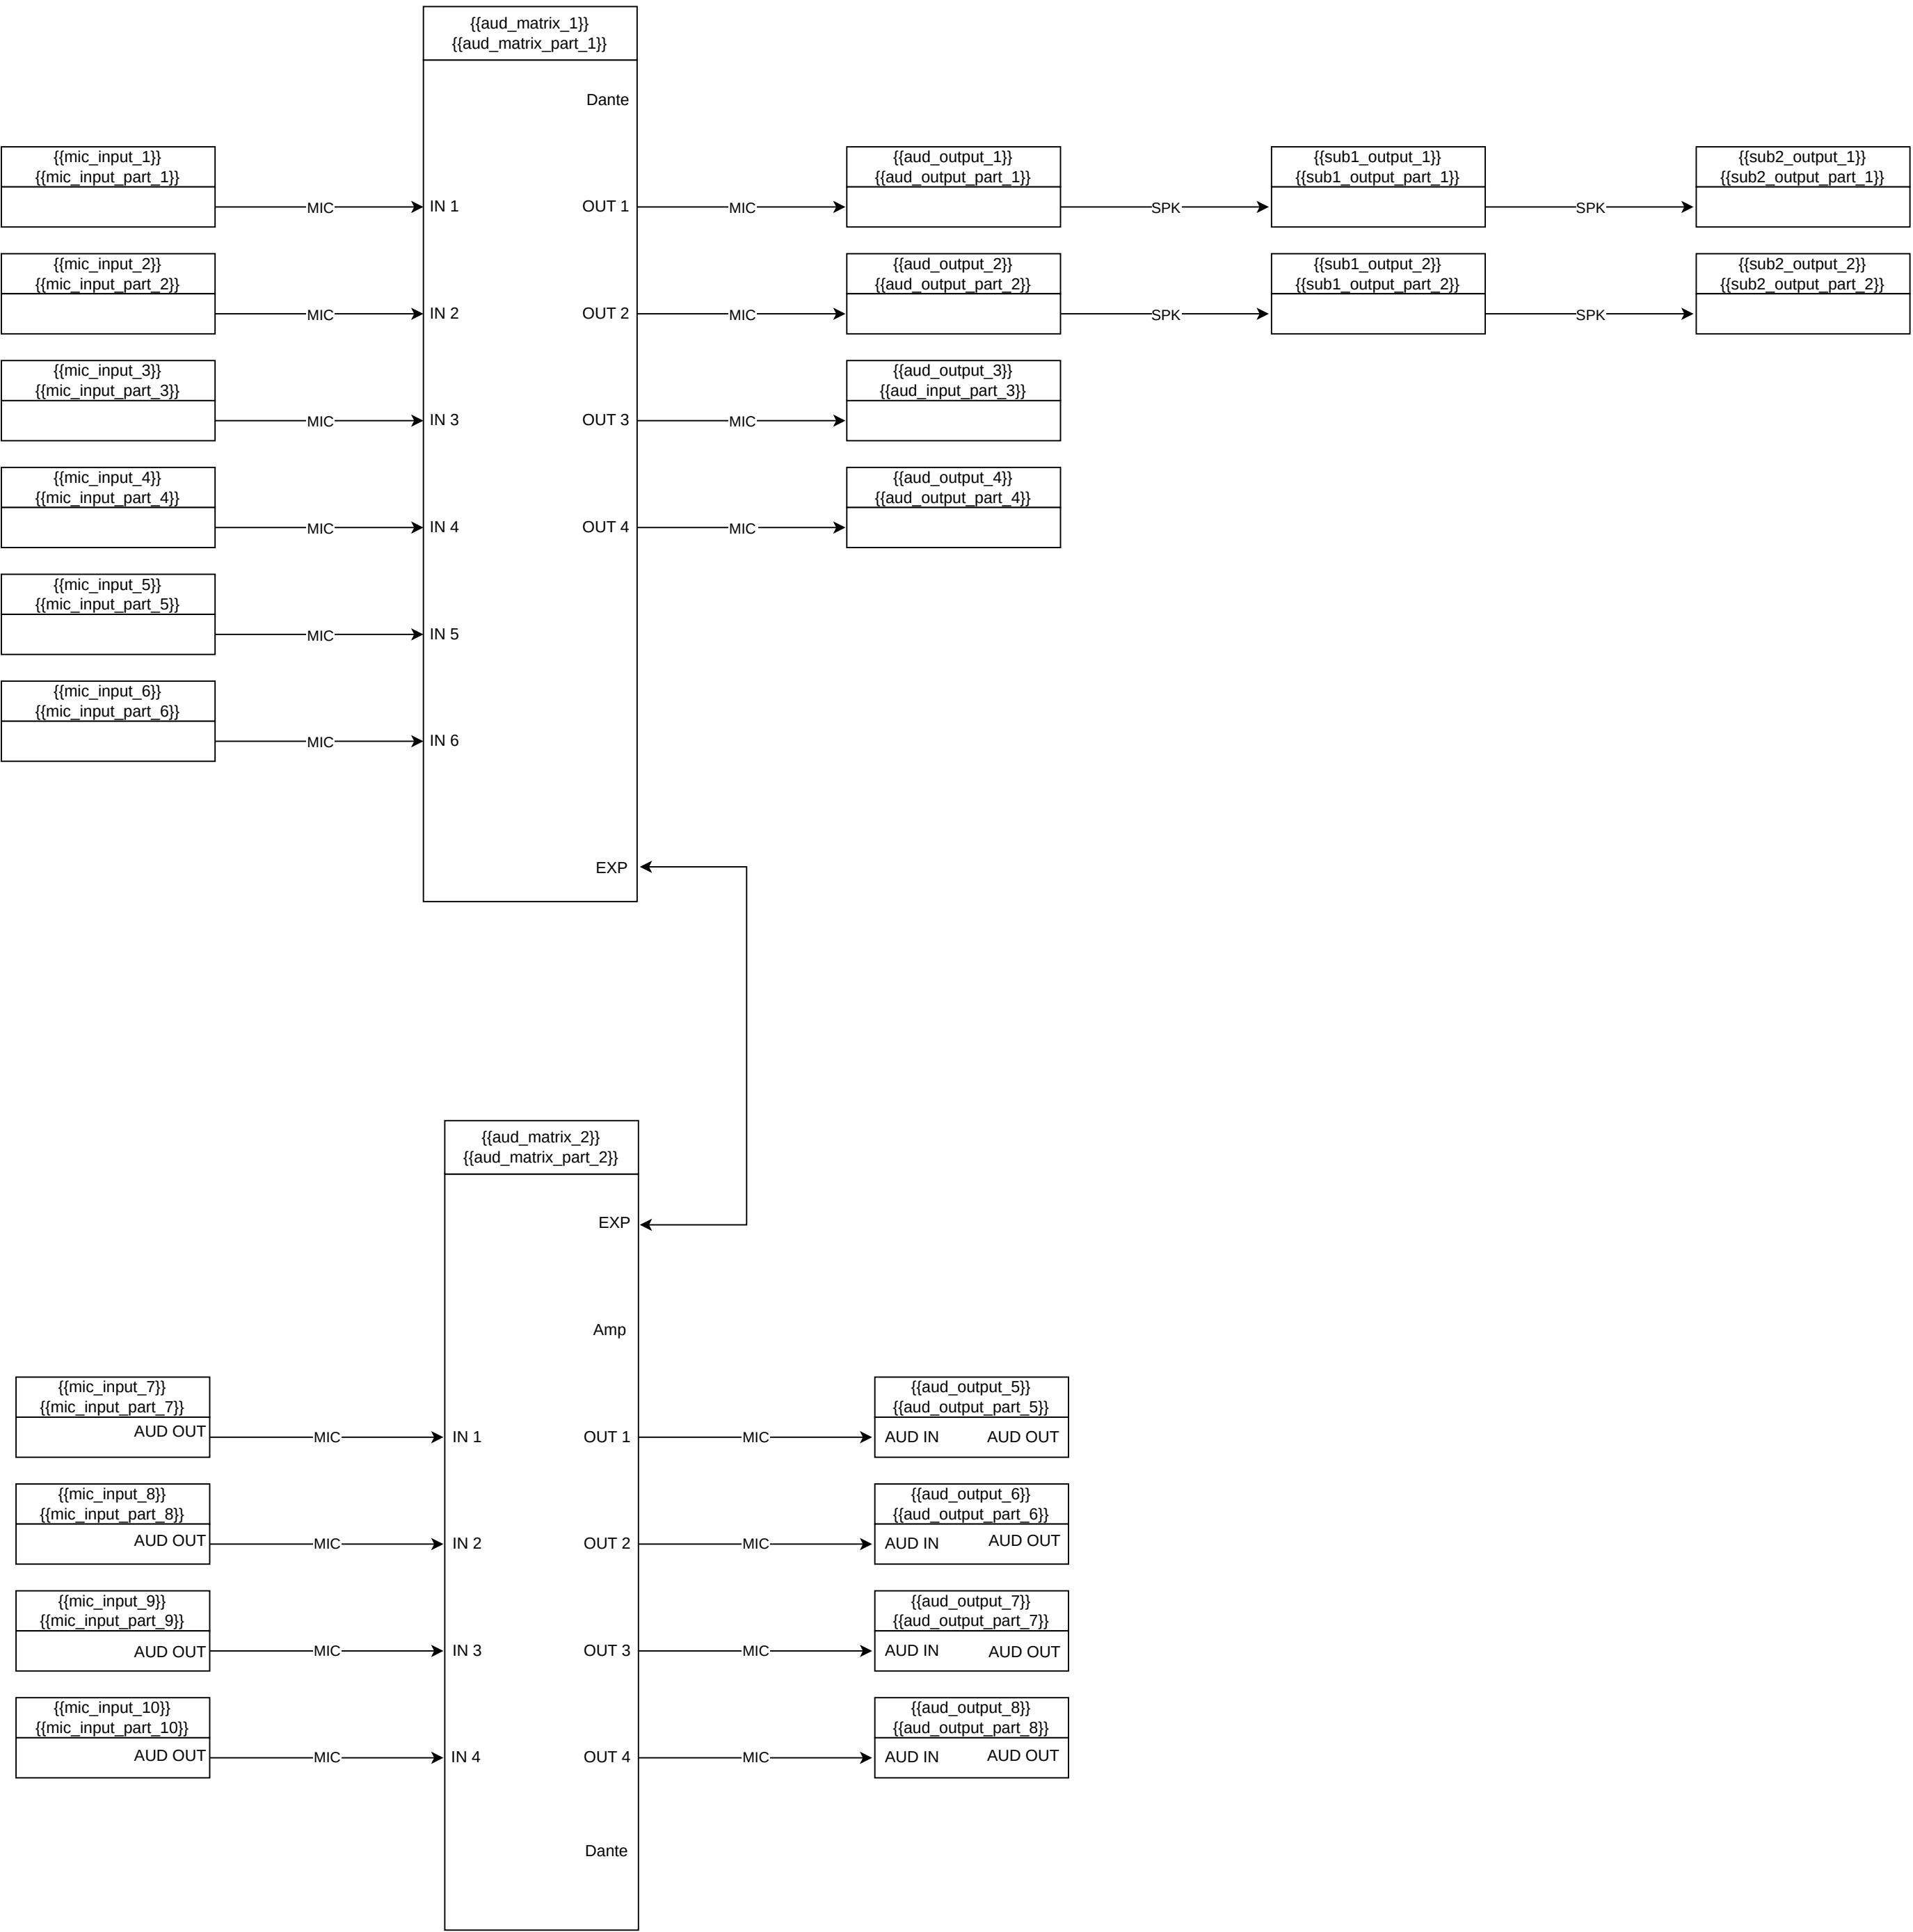 {{aud_matrix_1}}
{{aud_matrix_part_1}}
Dante
{{mic_input_1}}
{{mic_input_part_1}}
MIC
IN 1
OUT 1
MIC
{{aud_output_1}}
{{aud_output_part_1}}
SPK
{{sub1_output_1}}
{{sub1_output_part_1}}
SPK
{{sub2_output_1}}
{{sub2_output_part_1}}
{{mic_input_2}}
{{mic_input_part_2}}
MIC
IN 2
OUT 2
MIC
{{aud_output_2}}
{{aud_output_part_2}}
SPK
{{sub1_output_2}}
{{sub1_output_part_2}}
SPK
{{sub2_output_2}}
{{sub2_output_part_2}}
{{mic_input_3}}
{{mic_input_part_3}}
MIC
IN 3
OUT 3
MIC
{{aud_output_3}}
{{aud_input_part_3}}
{{mic_input_4}}
{{mic_input_part_4}}
MIC
IN 4
OUT 4
MIC
{{aud_output_4}}
{{aud_output_part_4}}
{{mic_input_5}}
{{mic_input_part_5}}
MIC
IN 5
{{mic_input_6}}
{{mic_input_part_6}}
MIC
IN 6
EXP
{{aud_matrix_2}}
{{aud_matrix_part_2}}
EXP
Amp
{{mic_input_7}}
{{mic_input_part_7}}
AUD OUT
MIC
IN 1
OUT 1
MIC
{{aud_output_5}}
{{aud_output_part_5}}
AUD IN
AUD OUT
{{mic_input_8}}
{{mic_input_part_8}}
AUD OUT
MIC
IN 2
OUT 2
MIC
{{aud_output_6}}
{{aud_output_part_6}}
AUD IN
AUD OUT
{{mic_input_9}}
{{mic_input_part_9}}
AUD OUT
MIC
IN 3
OUT 3
MIC
{{aud_output_7}}
{{aud_output_part_7}}
AUD IN
AUD OUT
{{mic_input_10}}
{{mic_input_part_10}}
AUD OUT
MIC
IN 4
OUT 4
MIC
{{aud_output_8}}
{{aud_output_part_8}}
AUD IN
AUD OUT
Dante